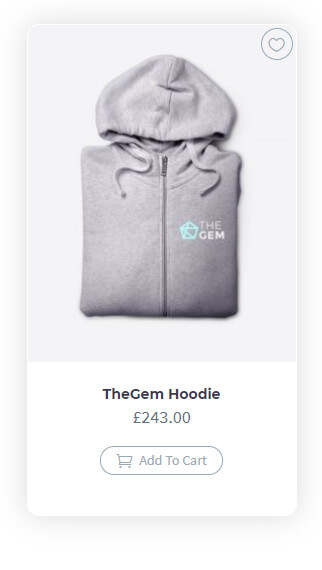 THE
GEM
TheGem Hoodie
£243.00
Add To Cart